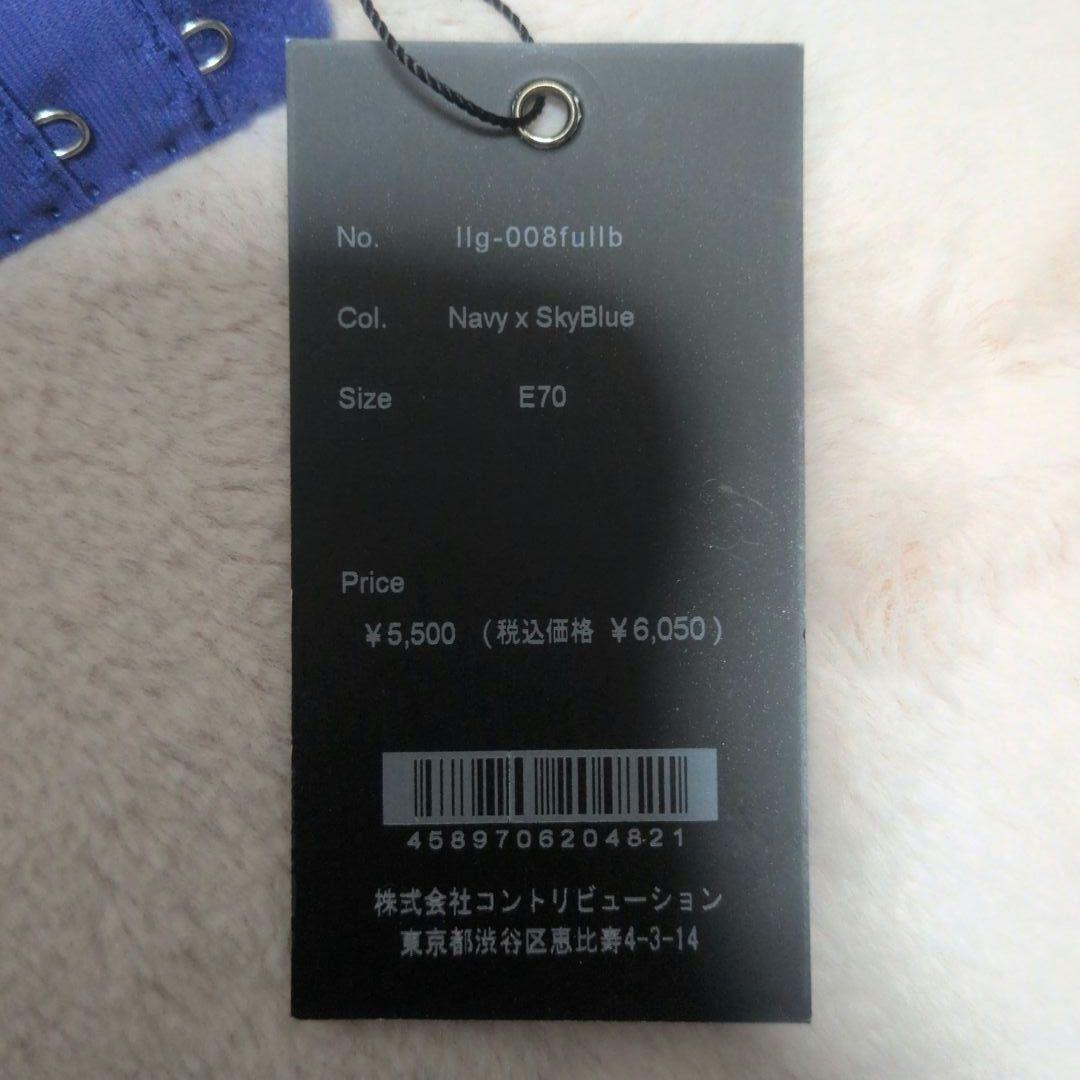 No. llg-008fullb
Col. Navy x SkyBlue
Size E70
Price
¥5,500 (税込価格 ¥6,050)
4589706204821
株式会社コントリビューション
東京都渋谷区恵比寿4-3-14